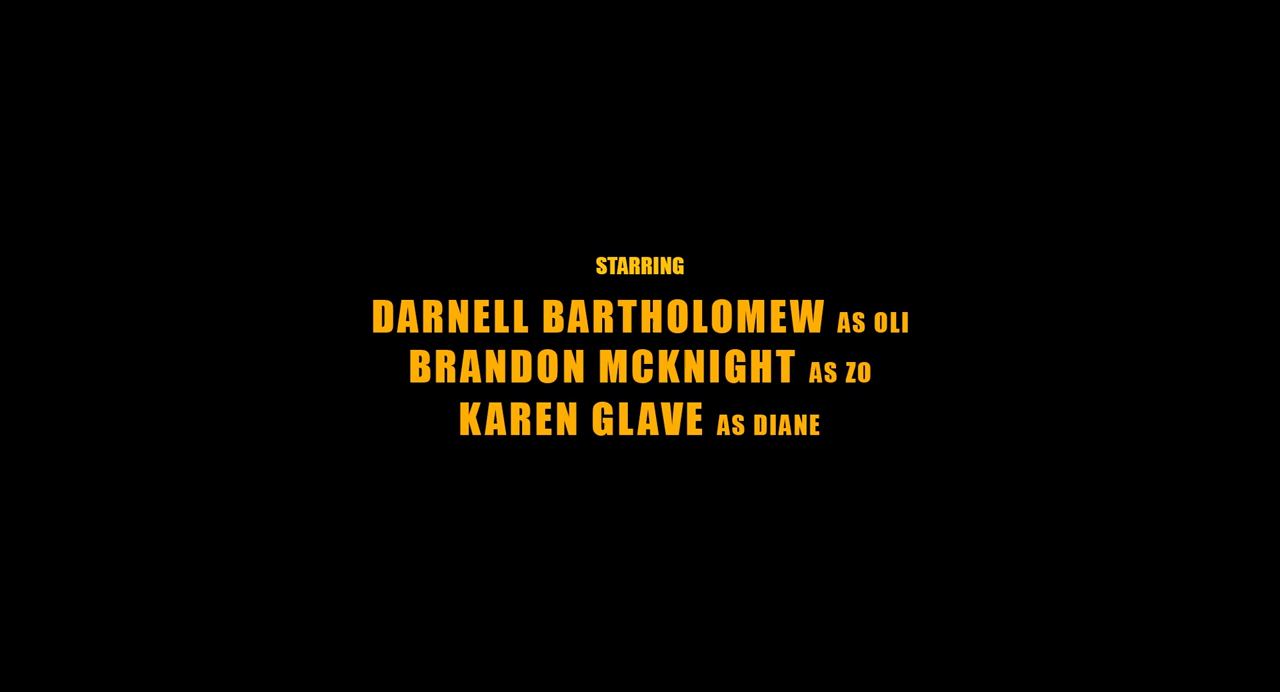 STARRING
DARNELL BARTHOLOMEW AS OLI
BRANDON MCKNIGHT AS ZO
KAREN GLAVE AS DIANE